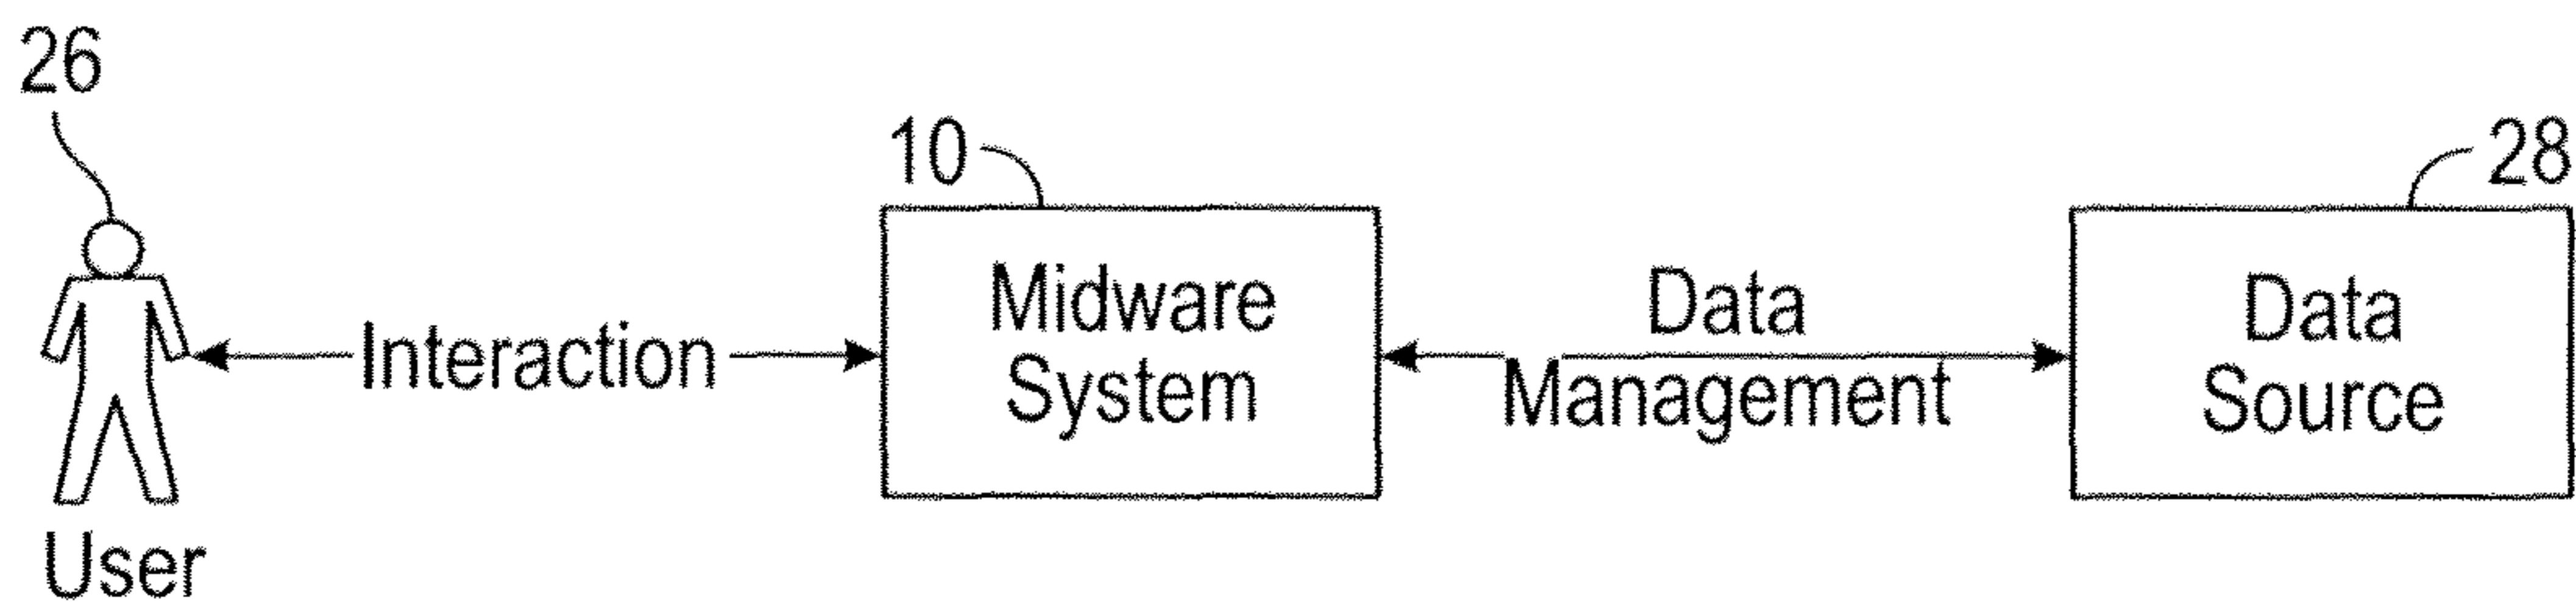 26
User
Interaction
10
Midware
System
Data
Management
28
Data
Source